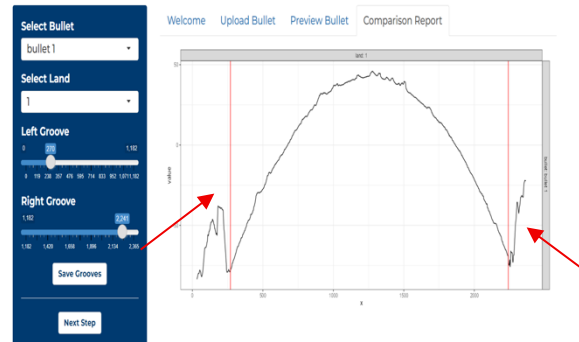 Welcome Upload Bullet Preview Bullet Comparison Report
Select Bullet
bullet 1
Select Land
1
Left Groove
0 270 1,182
0 119 238 357 476 595 714 833 952 1,071 1,182
Right Groove
1,182 2,241
1,182 1,420 1,658 1,896 2,134 2,365
Save Grooves
Next Step
land: 1
value
50
0
0 500 1000 1500 2000
x